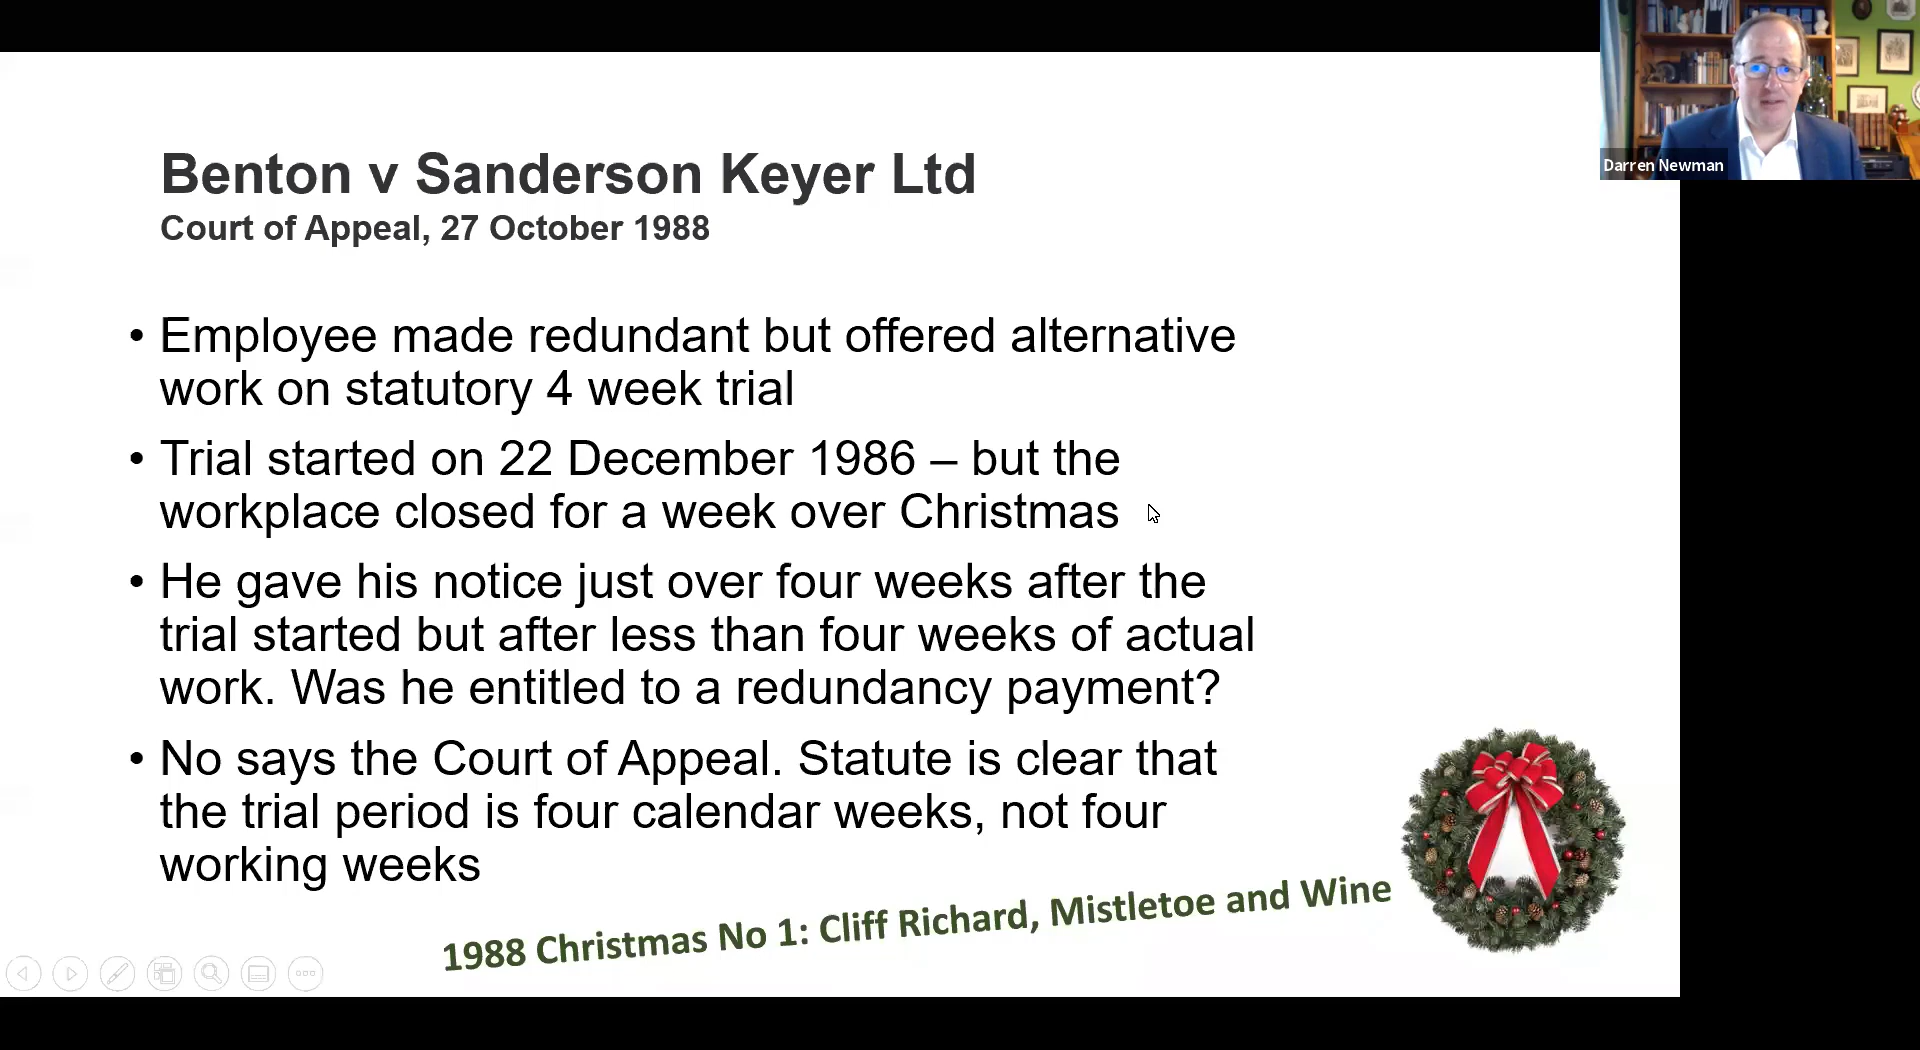 Darren Newman
Benton v Sanderson Keyer Ltd
Court of Appeal, 27 October 1988
• Employee made redundant but offered alternative
work on statutory 4 week trial
• Trial started on 22 December 1986 – but the
workplace closed for a week over Christmas
• He gave his notice just over four weeks after the
trial started but after less than four weeks of actual
work. Was he entitled to a redundancy payment?
• No says the Court of Appeal. Statute is clear that
the trial period is four calendar weeks, not four
working weeks
1988 Christmas No 1: Cliff Richard, Mistletoe and Wine